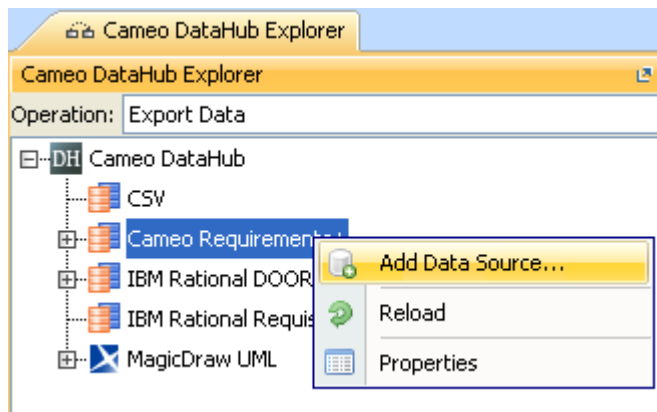 Cameo DataHub Explorer
Cameo DataHub Explorer
Operation: Export Data
DH Cameo DataHub
CSV
Cameo Requirements+
Add Data Source...
IBM Rational DOOR
Reload
IBM Rational Requis
MagicDraw UML
Properties